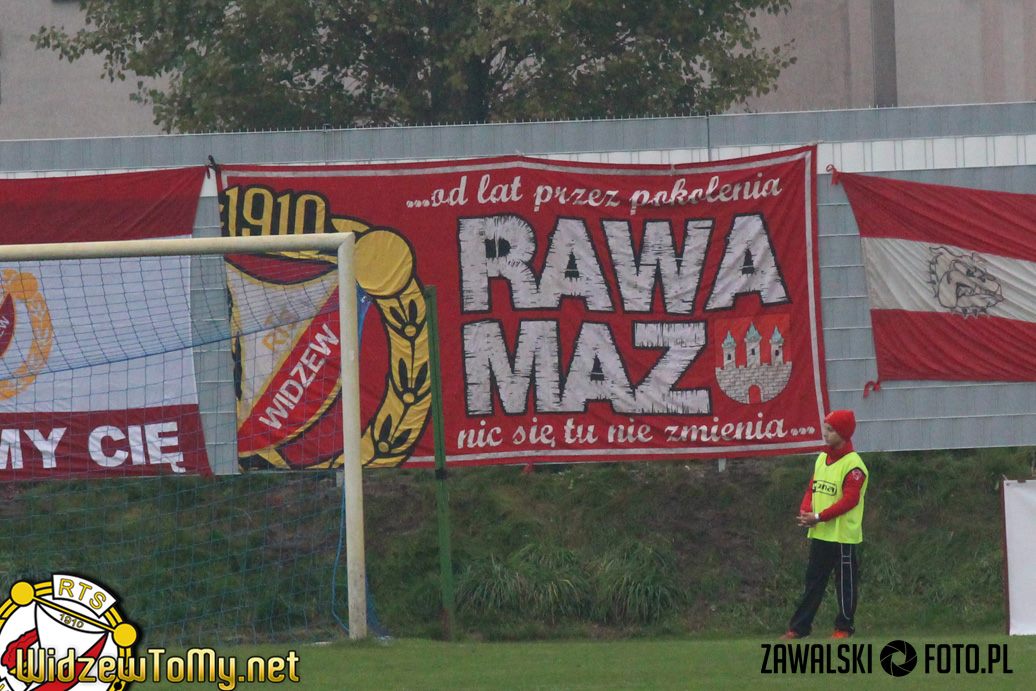 ...od lat przez pokolenia
1910
RAWA
MAZ
RTS
WIDZEW
nic się tu nie zmienia...
MY CIĘ
RTS
1910
WidzewToMy.net
ZAWALSKI FOTO.PL